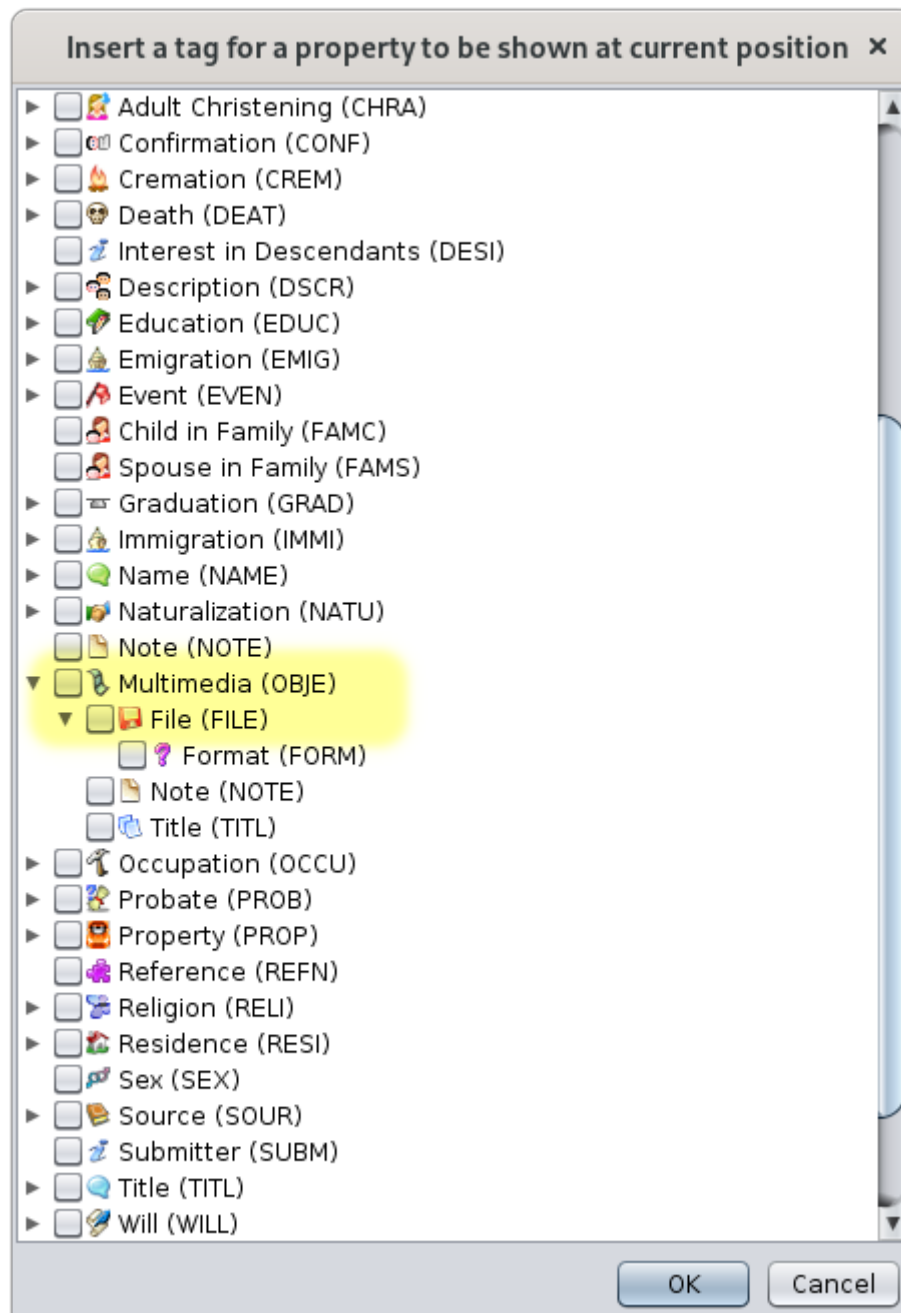 Insert a tag for a property to be shown at current position ×
Adult Christening (CHRA)
Confirmation (CONF)
Cremation (CREM)
Death (DEAT)
Interest in Descendants (DESI)
Description (DSCR)
Education (EDUC)
Emigration (EMIG)
Event (EVEN)
Child in Family (FAMC)
Spouse in Family (FAMS)
Graduation (GRAD)
Immigration (IMMI)
Name (NAME)
Naturalization (NATU)
Note (NOTE)
Multimedia (OBJE)
File (FILE)
? Format (FORM)
Note (NOTE)
Title (TITL)
Occupation (OCCU)
Probate (PROB)
Property (PROP)
Reference (REFN)
Religion (RELI)
Residence (RESI)
Sex (SEX)
Source (SOUR)
Submitter (SUBM)
Title (TITL)
Will (WILL)
OK Cancel